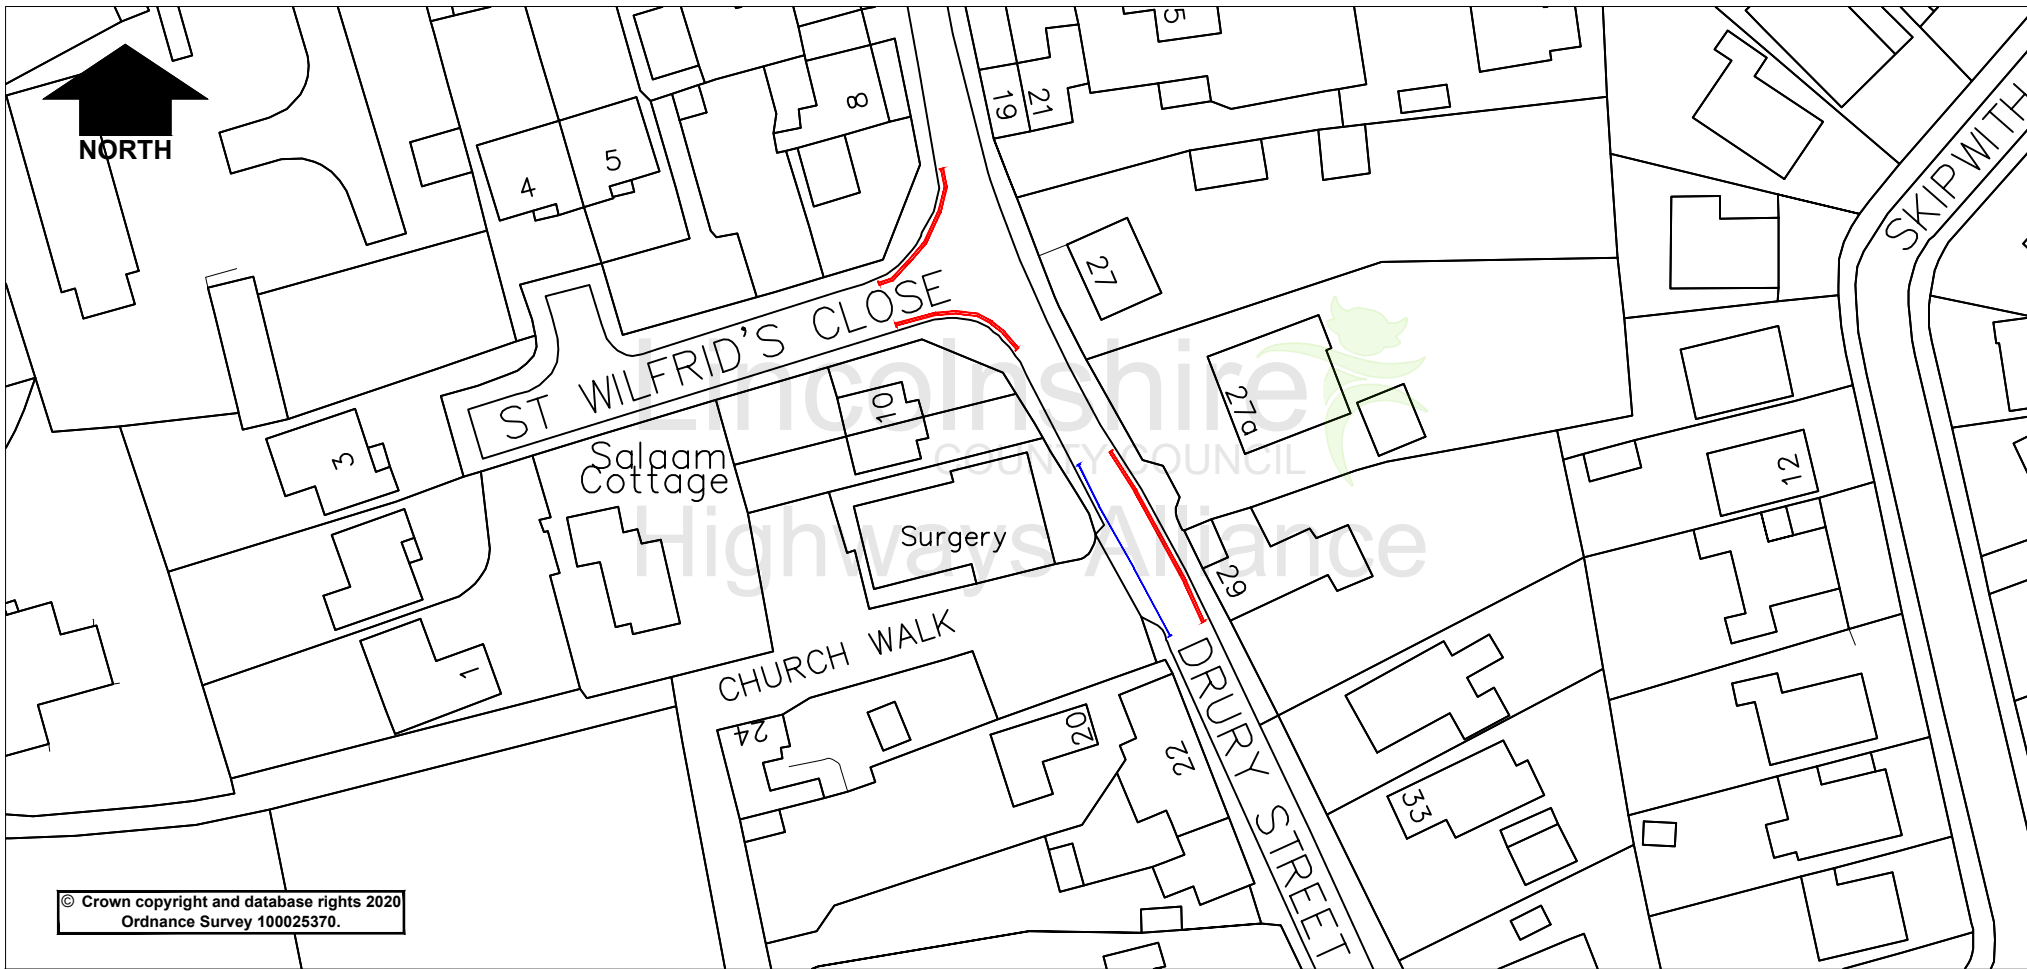 NORTH
5
8
19
21
4
5
SKIPWITH
27
ST WILFRID'S CLOSE
27a
Lincolnshire
COUNTY COUNCIL
Highways Alliance
10
3
Salaam
Cottage
12
Surgery
29
1
CHURCH WALK
DRURY STREET
24
20
22
33
© Crown copyright and database rights 2020
Ordnance Survey 100025370.